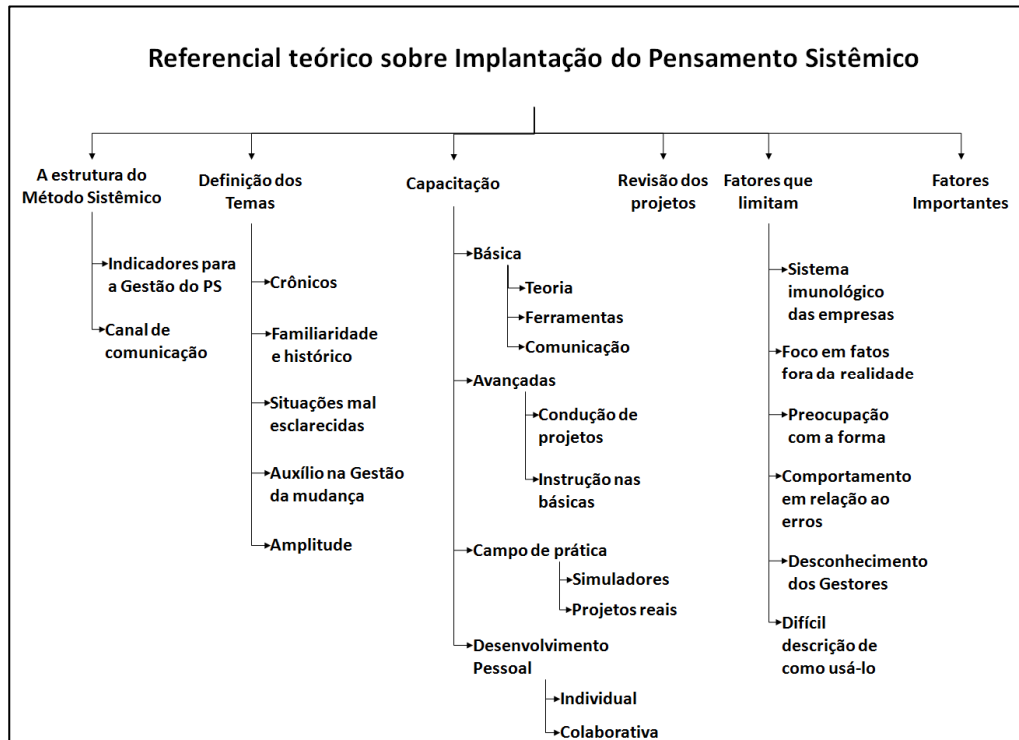 Referencial teórico sobre Implantação do Pensamento Sistêmico
A estrutura do
Método Sistêmico
Indicadores para
a Gestão do PS
Canal de
comunicação
Definição dos
Temas
Crônicos
Familiaridade
e histórico
Situações mal
esclarecidas
Auxílio na Gestão
da mudança
Amplitude
Capacitação
Básica
Teoria
Ferramentas
Comunicação
Avançadas
Condução de
projetos
Instrução nas
básicas
Campo de prática
Simuladores
Projetos reais
Desenvolvimento
Pessoal
Individual
Colaborativa
Revisão dos
projetos
Fatores que
limitam
Sistema
imunológico
das empresas
Foco em fatos
fora da realidade
Preocupação
com a forma
Comportamento
em relação ao
erros
Desconhecimento
dos Gestores
Difícil
descrição de
como usá-lo
Fatores
Importantes